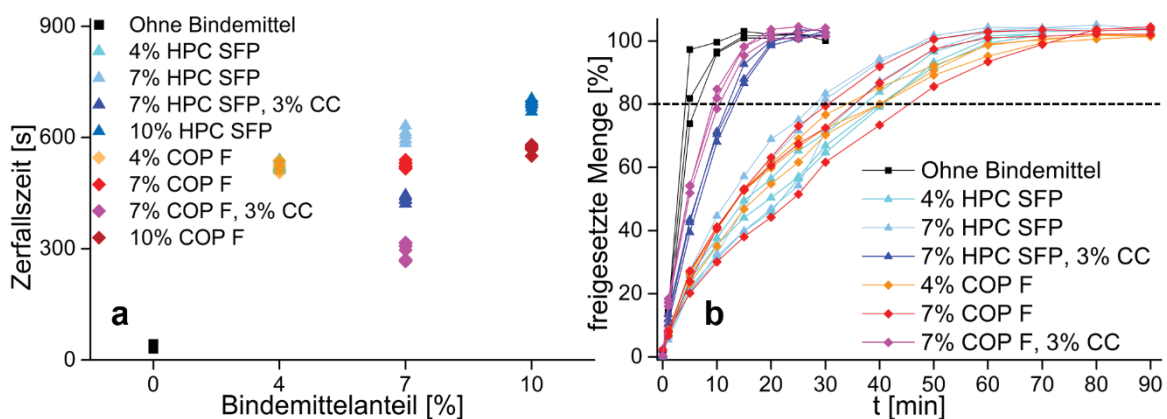 900
600
300
0
Zerfallszeit [s]
Ohne Bindemittel
4% HPC SFP
7% HPC SFP
7% HPC SFP, 3% CC
10% HPC SFP
4% COP F
7% COP F
7% COP F, 3% CC
10% COP F
a
0 4 7 10
Bindemittelanteil [%]
100
80
60
40
20
0
freigesetzte Menge [%]
Ohne Bindemittel
4% HPC SFP
7% HPC SFP
7% HPC SFP, 3% CC
4% COP F
7% COP F
7% COP F, 3% CC
b
0 10 20 30 40 50 60 70 80 90
t [min]